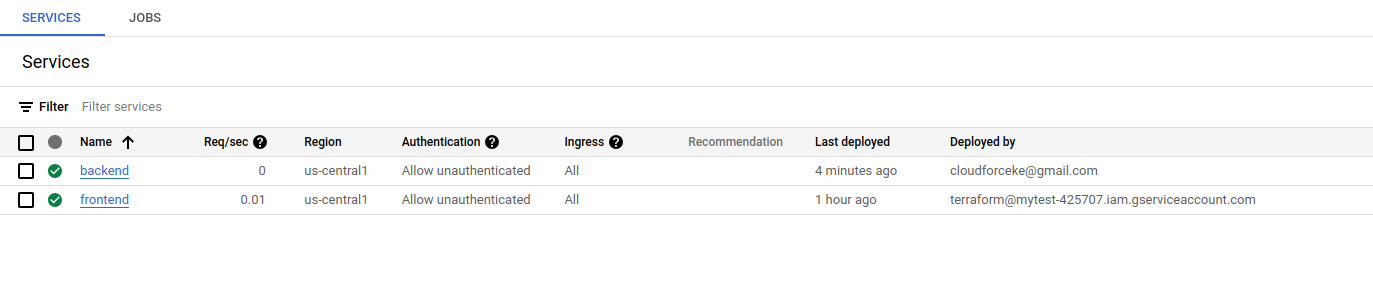 SERVICES JOBS
Services
Filter Filter services
Name Req/sec Region Authentication Ingress Recommendation Last deployed Deployed by
backend 0 us-central1 Allow unauthenticated All 4 minutes ago cloudforceke@gmail.com
frontend 0.01 us-central1 Allow unauthenticated All 1 hour ago terraform@mytest-425707.iam.gserviceaccount.com